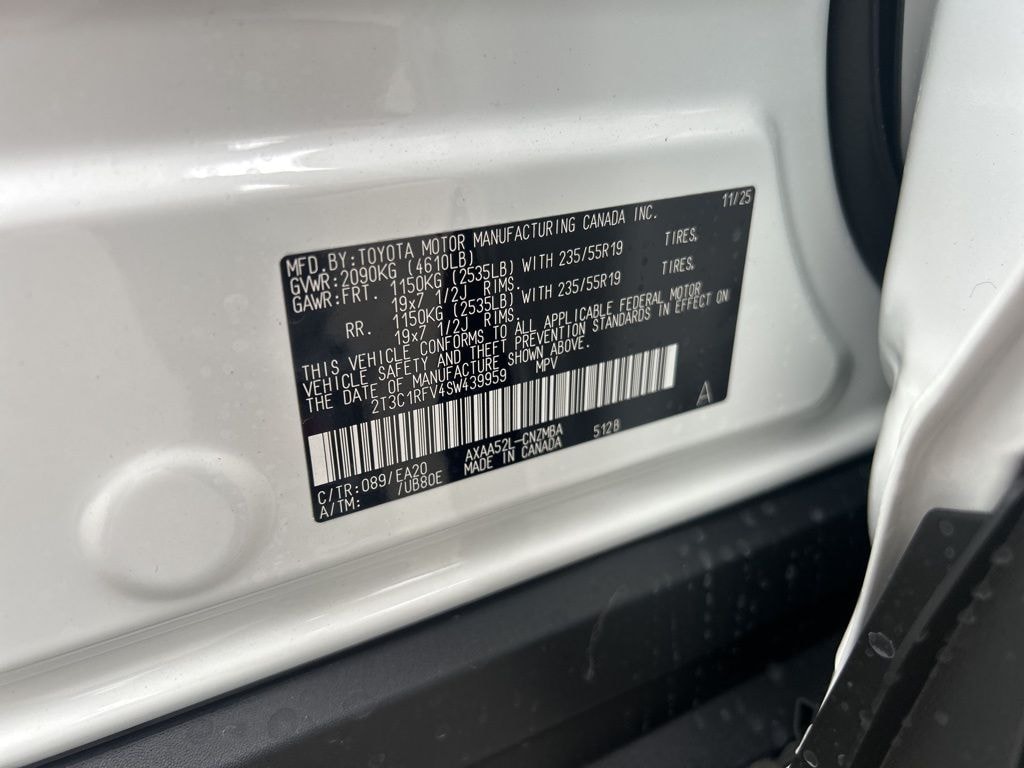 11/25
MFD.BY:TOYOTA MOTOR MANUFACTURING CANADA INC.
GVWR:2090KG (4610LB)
GAWR:FRT. 1150KG (2535LB) WITH 235/55R19 TIRES,
19x7 1/2J RIMS.
RR. 1150KG (2535LB) WITH 235/55R19 TIRES,
19x7 1/2J RIMS.
THIS VEHICLE CONFORMS TO ALL APPLICABLE FEDERAL MOTOR
VEHICLE SAFETY AND THEFT PREVENTION STANDARDS IN EFFECT ON
THE DATE OF MANUFACTURE SHOWN ABOVE.
2T3C1RFV4SW439959 MPV
A
C/TR:089/EA20 AXAA52L-CNZMBA 512B
A/TM: /UB80E MADE IN CANADA